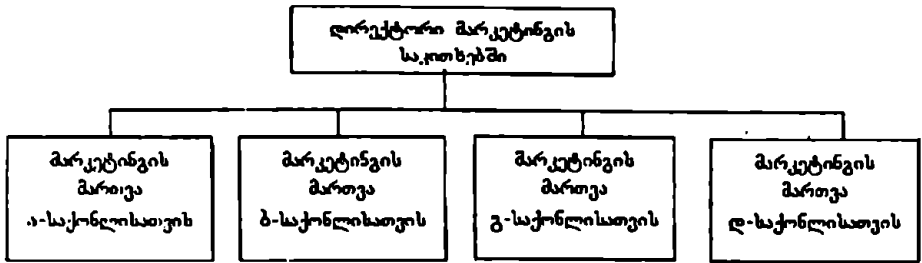 დირექტორი მარკეტინგის
საკითხებში
მარკეტინგის
მართვა
ა-საქონლისათვის
მარკეტინგის
მართვა
ბ-საქონლისათვის
მარკეტინგის
მართვა
გ-საქონლისათვის
მარკეტინგის
მართვა
დ-საქონლისათვის